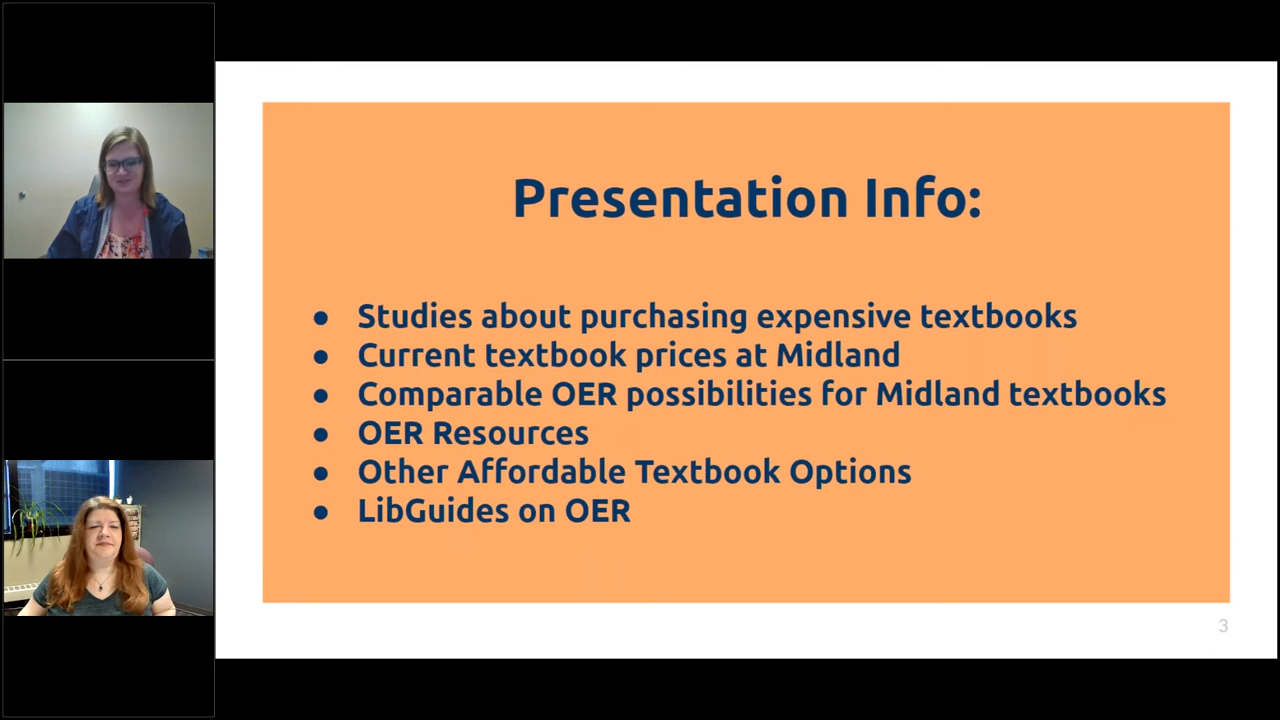 Presentation Info:
● Studies about purchasing expensive textbooks
● Current textbook prices at Midland
● Comparable OER possibilities for Midland textbooks
● OER Resources
● Other Affordable Textbook Options
● LibGuides on OER
3